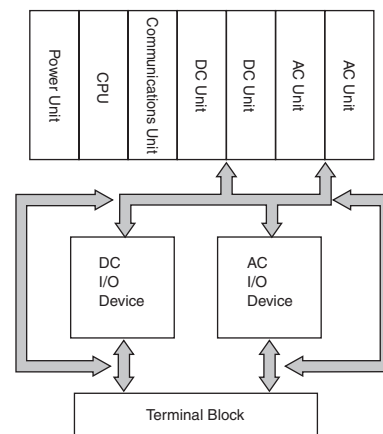 Power Unit
CPU
Communications Unit
DC Unit
DC Unit
AC Unit
AC Unit
DC
I/O
Device
AC
I/O
Device
Terminal Block